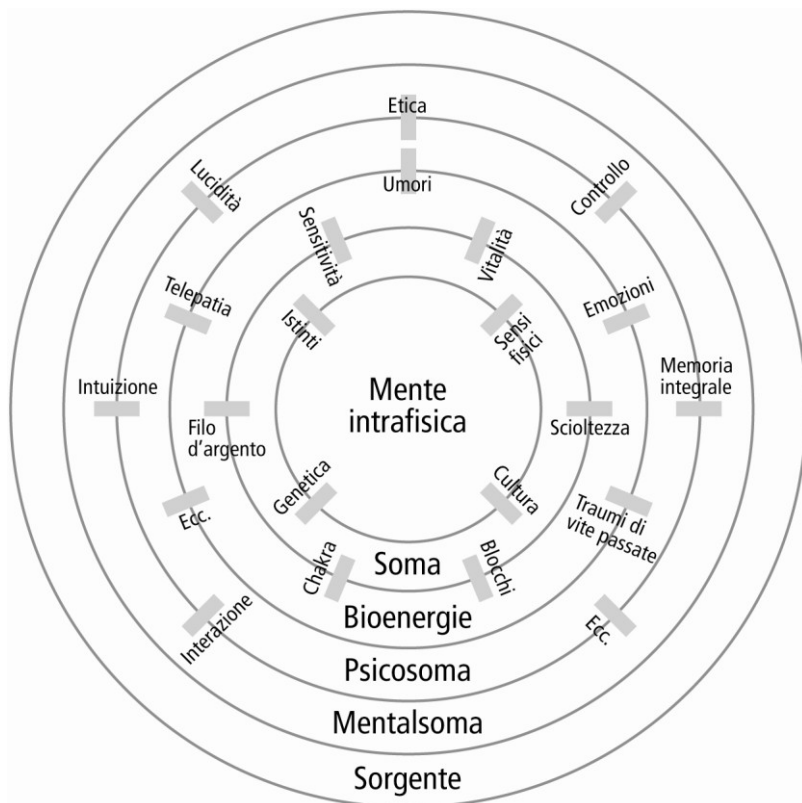 Etica
Umori
Lucidità
Controllo
Sensitività
Vitalità
Telepatia
Emozioni
Istinti
Sensi
fisici
Intuizione
Memoria
integrale
Mente
intrafisica
Filo
d'argento
Scioltezza
Genetica
Cultura
Ecc.
Traumi di
vite passate
Chakra
Blocchi
Soma
Interazione
Ecc.
Bioenergie
Psicosoma
Mentalsoma
Sorgente